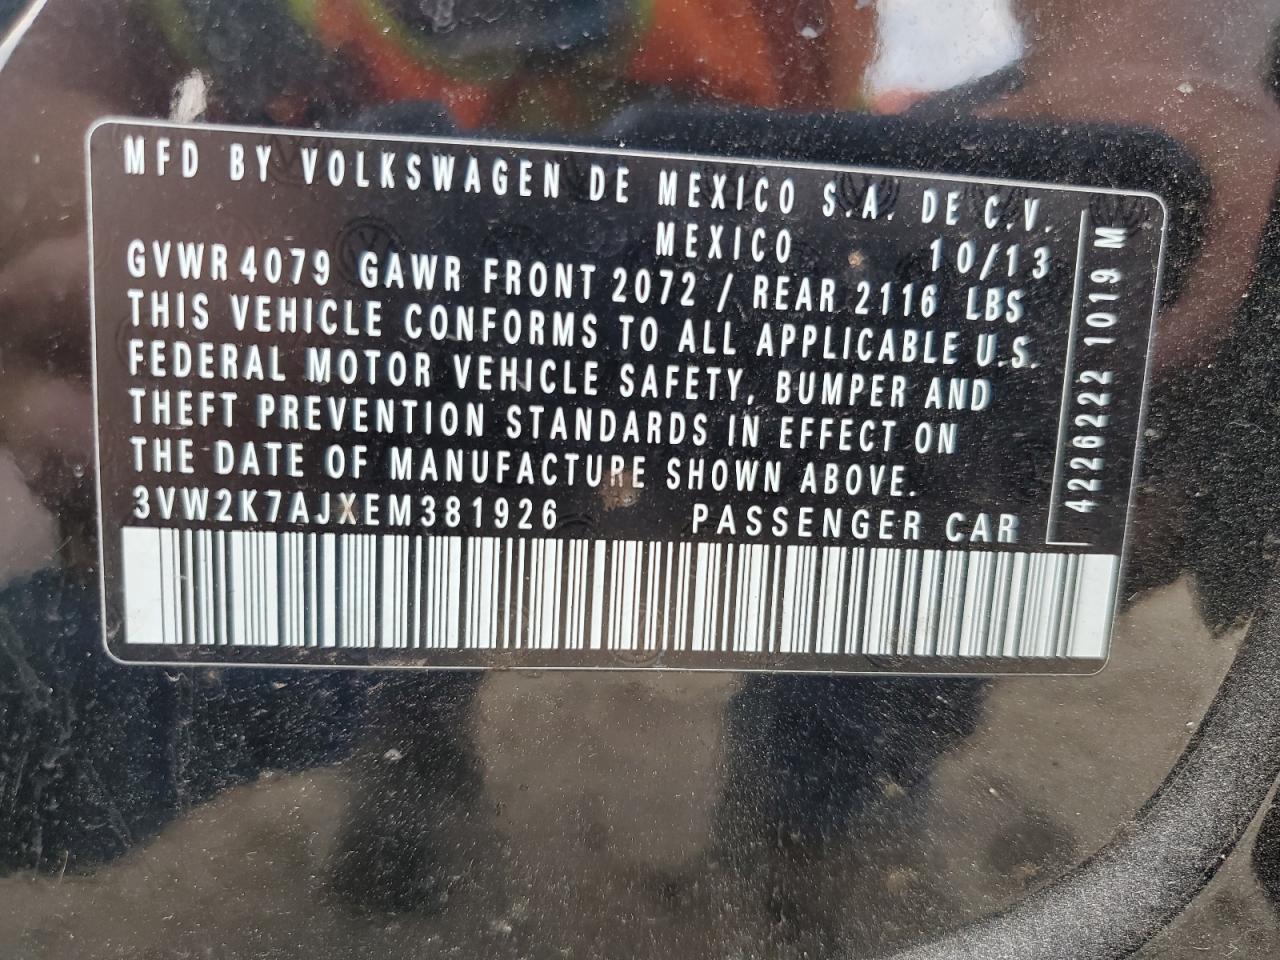 MFD BY VOLKSWAGEN DE MEXICO S.A. DE C.V.
MEXICO 10/13
GVWR 4079 GAWR FRONT 2072 / REAR 2116 LBS
THIS VEHICLE CONFORMS TO ALL APPLICABLE U.S.
FEDERAL MOTOR VEHICLE SAFETY, BUMPER AND
THEFT PREVENTION STANDARDS IN EFFECT ON
THE DATE OF MANUFACTURE SHOWN ABOVE.
3VW2K7AJXEM381926 PASSENGER CAR
4226222 1019 M